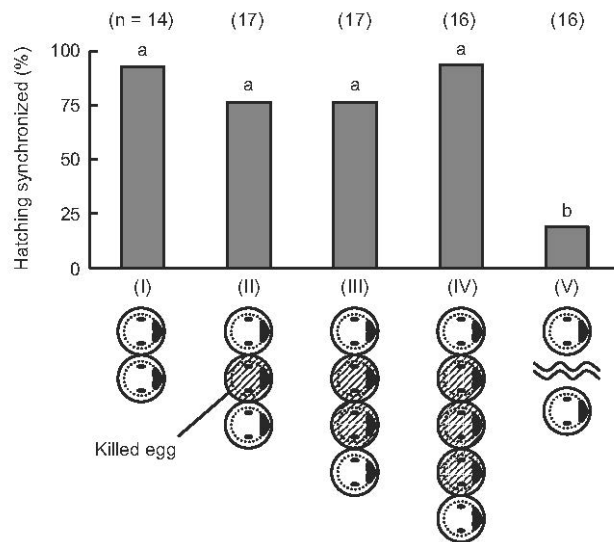 (n = 14) (17) (17) (16) (16)
Hatching synchronized (%)
100
75
50
25
0
a a a a b
(I) (II) (III) (IV) (V)
Killed egg